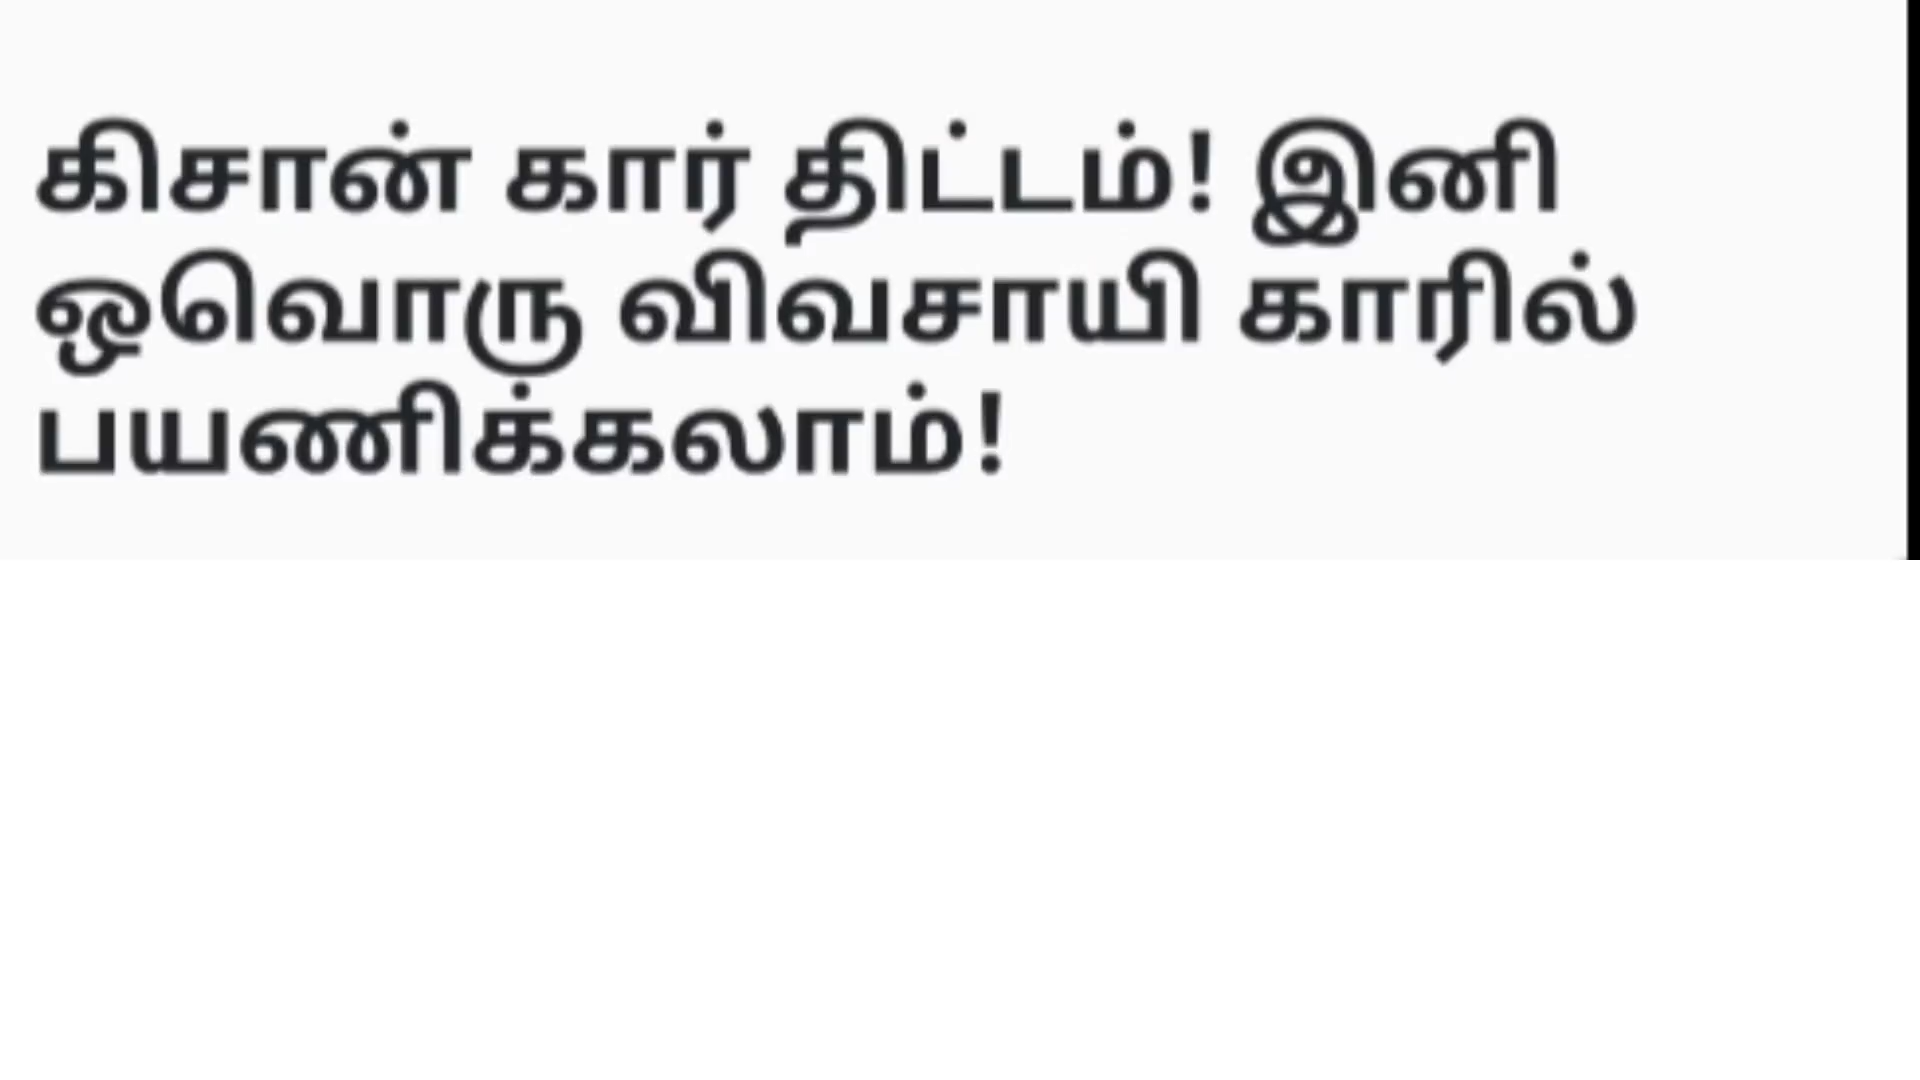 கிசான் கார் திட்டம்! இனி
ஒவொரு விவசாயி காரில்
பயணிக்கலாம்!